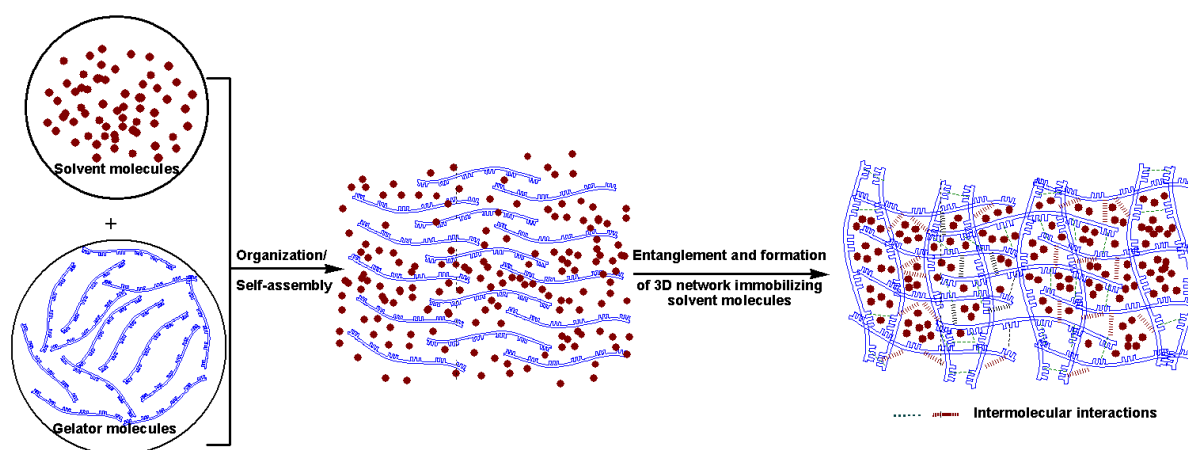 Solvent molecules
+
Gelator molecules
Organization/
Self-assembly
Entanglement and formation
of 3D network immobilizing
solvent molecules
Intermolecular interactions